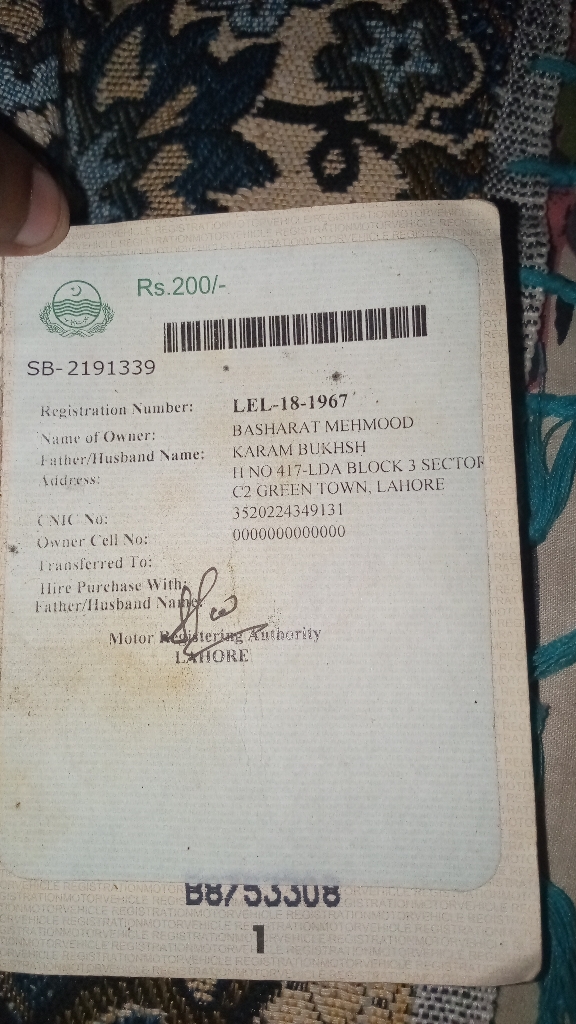 Rs.200/-
SB-2191339
Registration Number: LEL-18-1967
Name of Owner: BASHARAT MEHMOOD
Father/Husband Name: KARAM BUKHSH
Address: H NO 417-LDA BLOCK 3 SECTOR
C2 GREEN TOWN, LAHORE
CNIC No: 3520224349131
Owner Cell No: 0000000000000
Transferred To:
Hire Purchase With:
Father/Husband Name:
Motor Registering Authority
LAHORE
B8753308
1